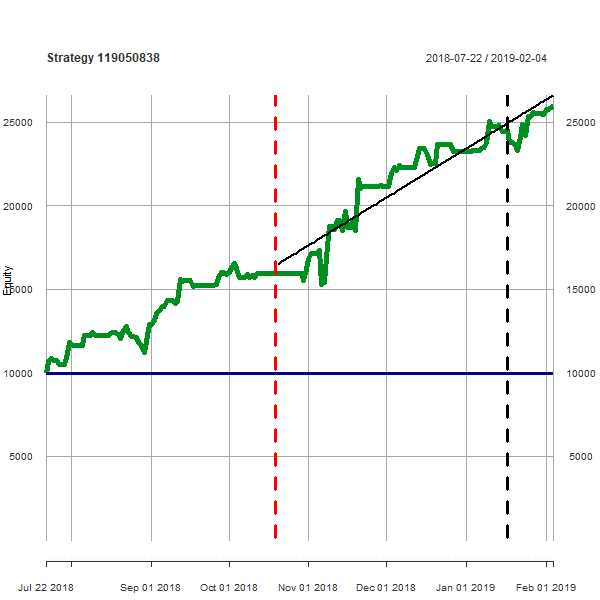 Strategy 119050838
2018-07-22 / 2019-02-04
25000 25000
20000 20000
Equity
15000 15000
10000 10000
5000 5000
Jul 22 2018 Sep 01 2018 Oct 01 2018 Nov 01 2018 Dec 01 2018 Jan 01 2019 Feb 01 2019